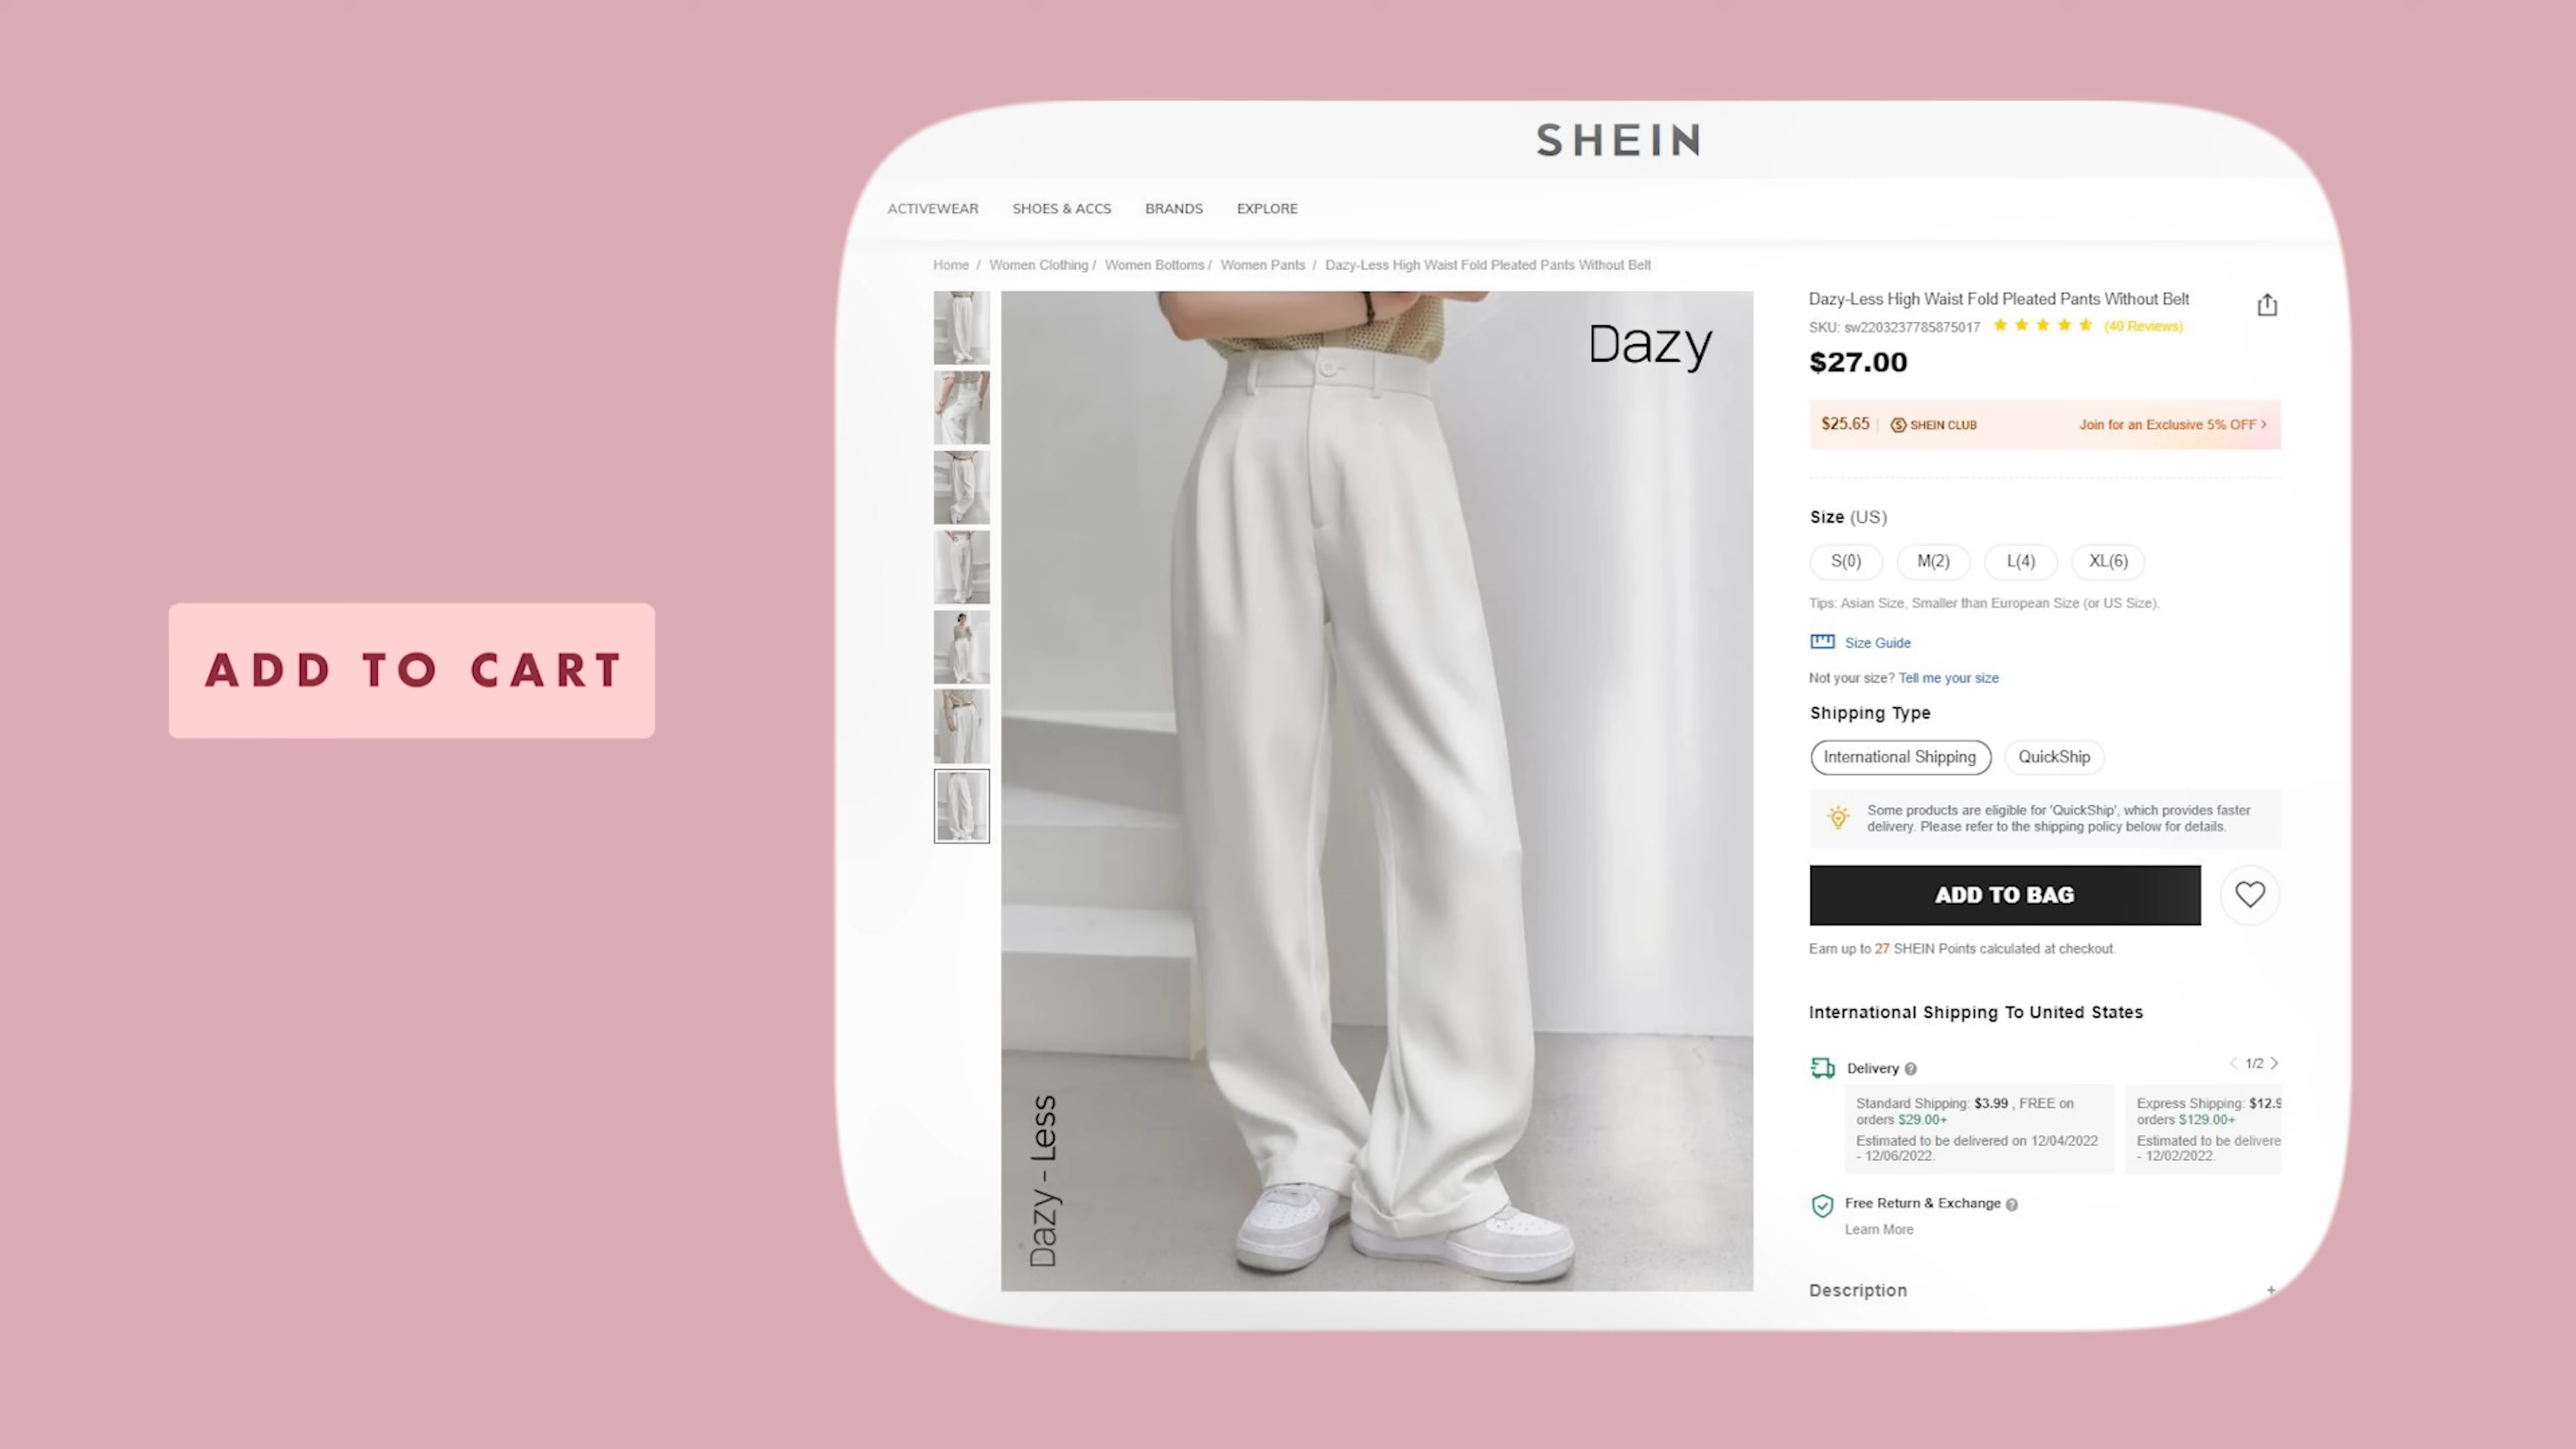 ADD TO CART
SHEIN
ACTIVEWEAR SHOES & ACCS BRANDS EXPLORE
Home / Women Clothing / Women Bottoms / Women Pants / Dazy-Less High Waist Fold Pleated Pants Without Belt
Dazy
Dazy - Less
Dazy-Less High Waist Fold Pleated Pants Without Belt
SKU: sw2203237785875017 (40 Reviews)
$27.00
$25.65 | SHEIN CLUB Join for an Exclusive 5% OFF >
Size (US)
S(0) M(2) L(4) XL(6)
Tips: Asian Size, Smaller than European Size (or US Size).
Size Guide
Not your size? Tell me your size
Shipping Type
International Shipping QuickShip
Some products are eligible for 'QuickShip', which provides faster
delivery. Please refer to the shipping policy below for details.
ADD TO BAG
Earn up to 27 SHEIN Points calculated at checkout.
International Shipping To United States
Delivery ? < 1/2 >
Standard Shipping: $3.99 , FREE on
orders $29.00+
Estimated to be delivered on 12/04/2022
- 12/06/2022.
Express Shipping: $12.9
orders $129.00+
Estimated to be delivere
- 12/02/2022.
Free Return & Exchange ?
Learn More
Description +